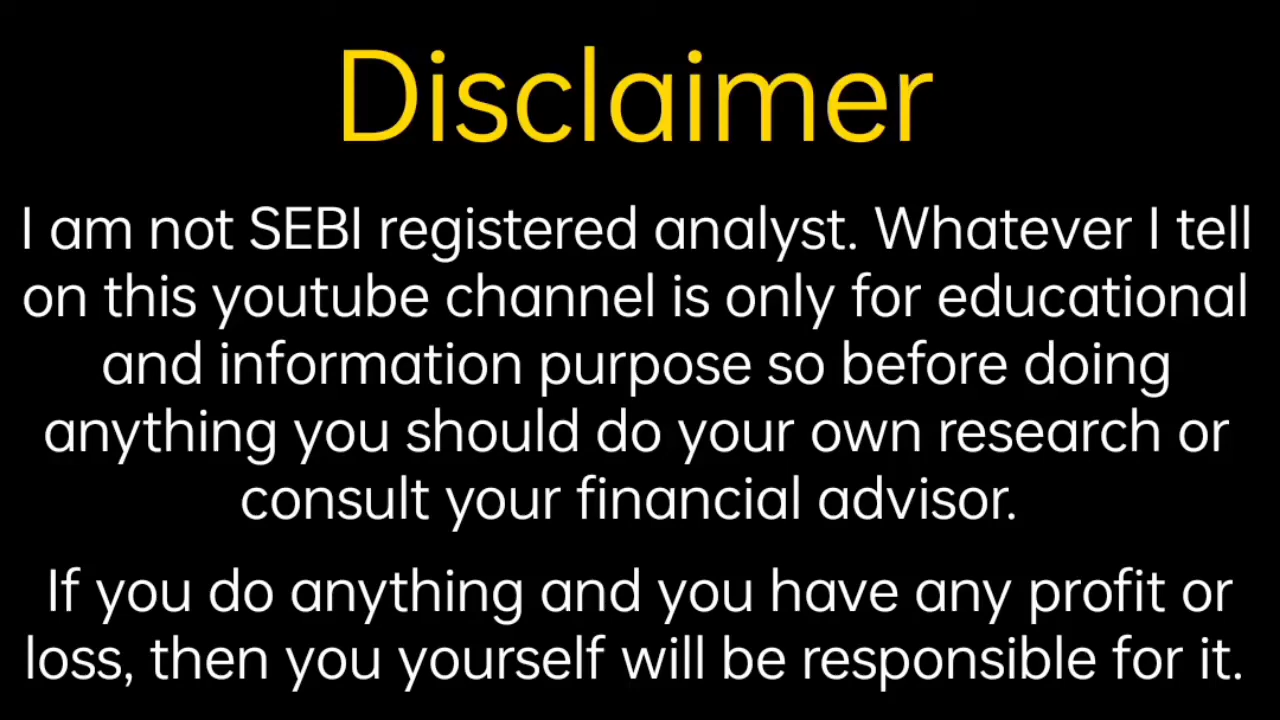 Disclaimer
I am not SEBI registered analyst. Whatever I tell
on this youtube channel is only for educational
and information purpose so before doing
anything you should do your own research or
consult your financial advisor.
If you do anything and you have any profit or
loss, then you yourself will be responsible for it.